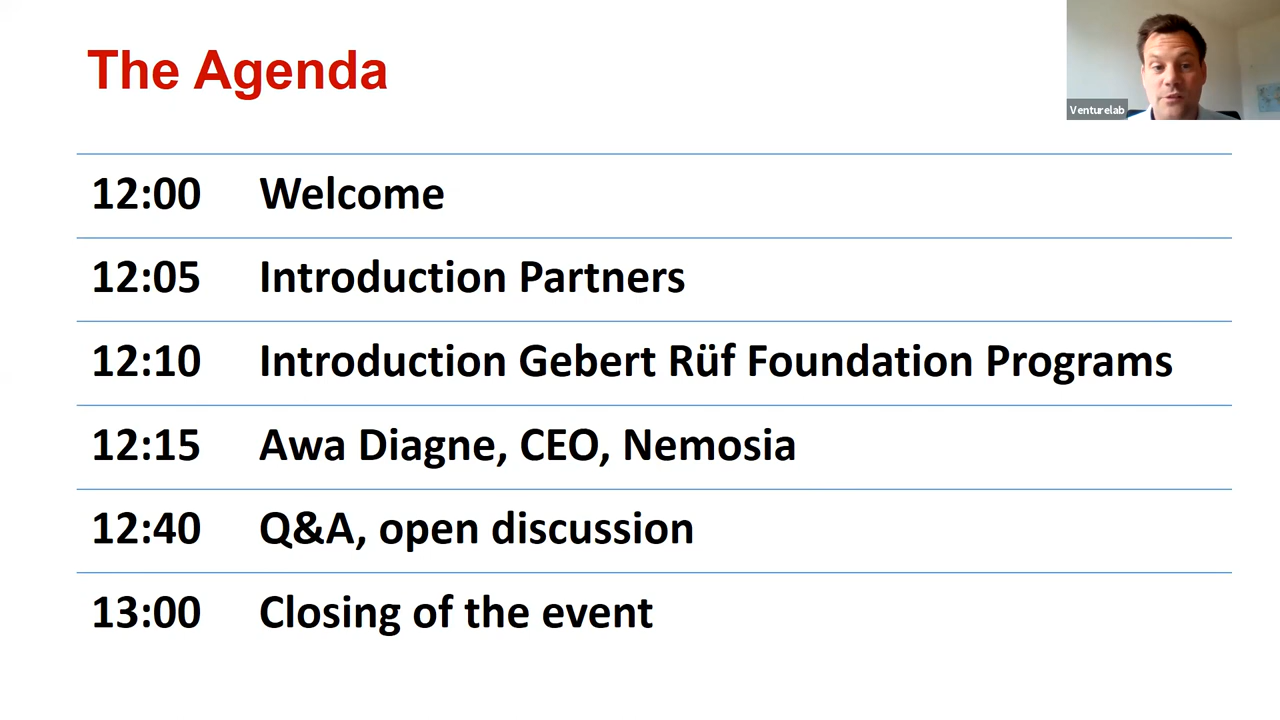 The Agenda
Venturelab
12:00 Welcome
12:05 Introduction Partners
12:10 Introduction Gebert Rüf Foundation Programs
12:15 Awa Diagne, CEO, Nemosia
12:40 Q&A, open discussion
13:00 Closing of the event